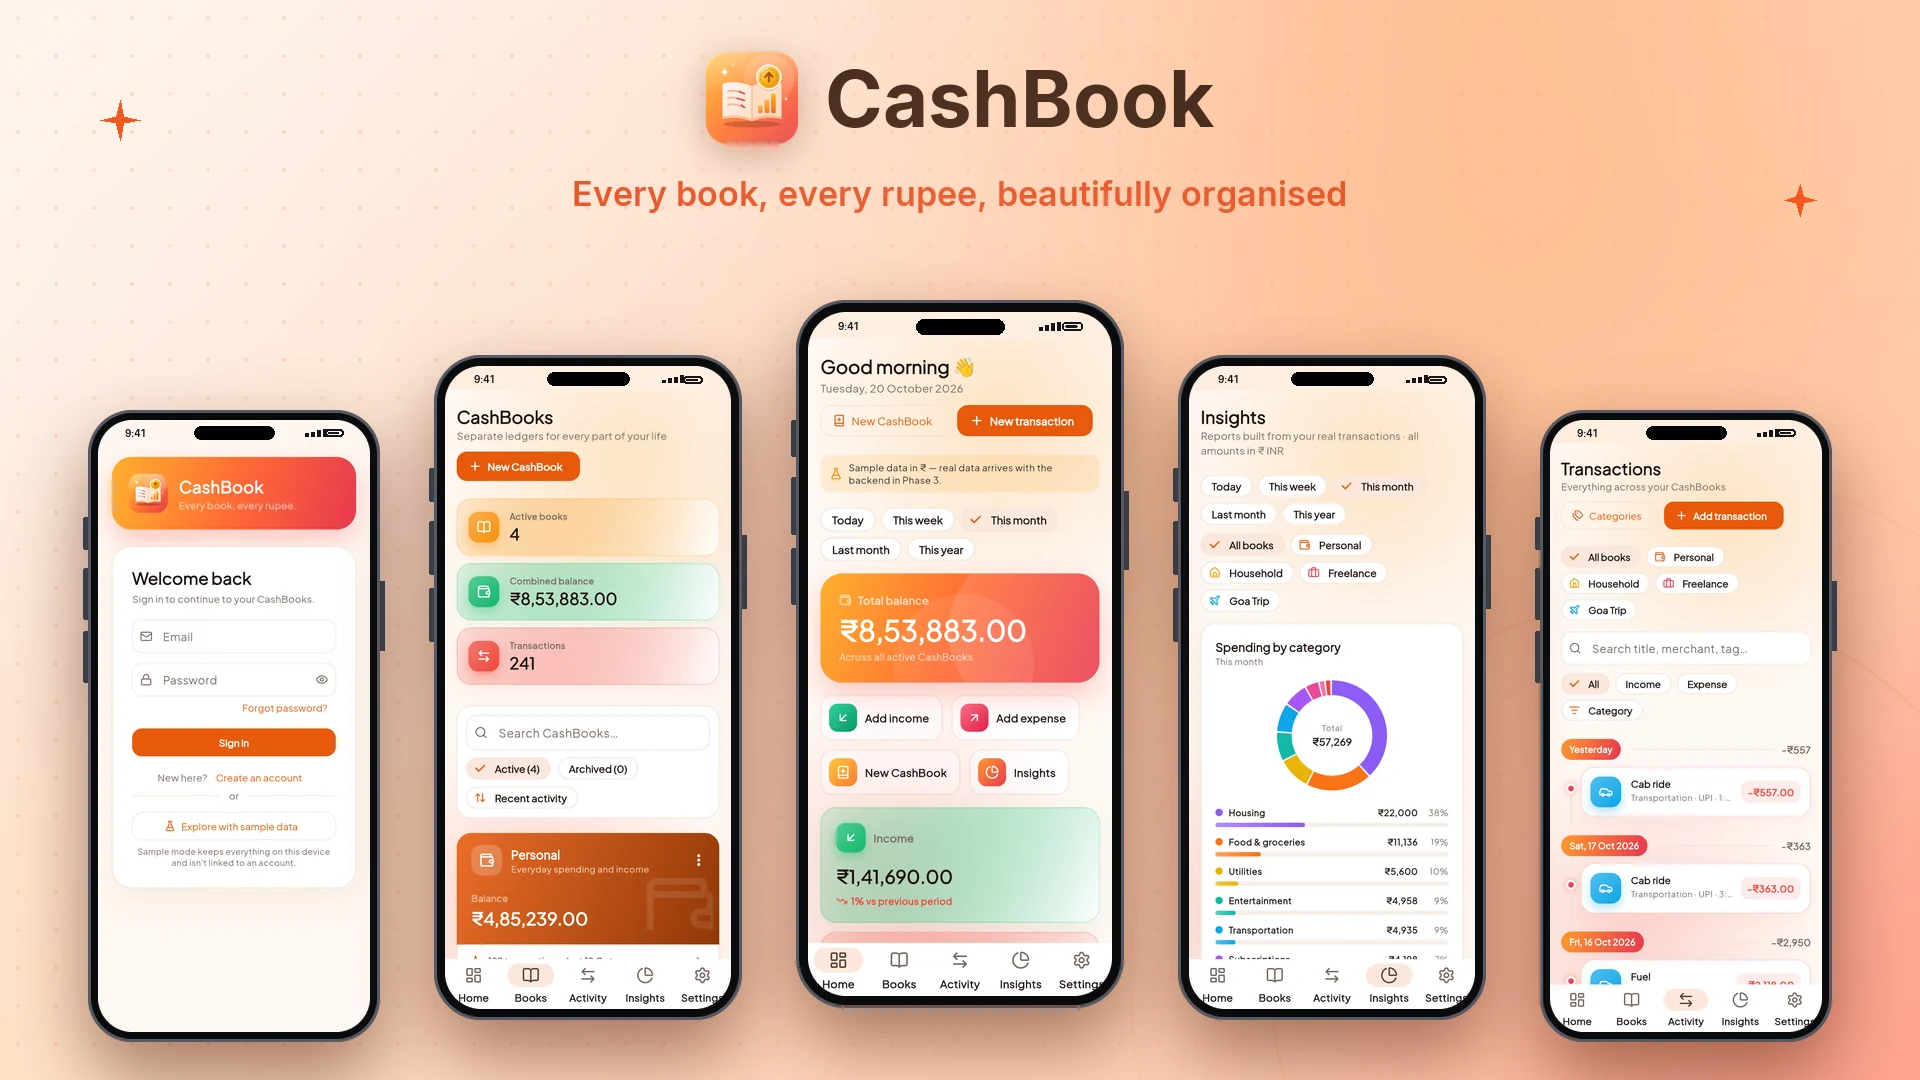 CashBook
Every book, every rupee, beautifully organised
9:41
CashBook
Every book, every rupee.
Welcome back
Sign in to continue to your CashBooks.
Email
Password
Forgot password?
Sign in
New here? Create an account
or
Explore with sample data
Sample mode keeps everything on this device
and isn't linked to an account.
9:41
CashBooks
Separate ledgers for every part of your life
+ New CashBook
Active books
4
Combined balance
₹8,53,883.00
Transactions
241
Search CashBooks...
Active (4)
Archived (0)
Recent activity
Personal
Everyday spending and income
Balance
₹4,85,239.00
Home
Books
Activity
Insights
Settings
9:41
Good morning 👋
Tuesday, 20 October 2026
New CashBook
+ New transaction
Sample data in ₹ — real data arrives with the
backend in Phase 3.
Today
This week
This month
Last month
This year
Total balance
₹8,53,883.00
Across all active CashBooks
Add income
Add expense
New CashBook
Insights
Income
₹1,41,690.00
1% vs previous period
Home
Books
Activity
Insights
Settings
9:41
Insights
Reports built from your real transactions · all
amounts in ₹ INR
Today
This week
This month
Last month
This year
All books
Personal
Household
Freelance
Goa Trip
Spending by category
This month
Total
₹57,269
Housing ₹22,000 38%
Food & groceries ₹11,136 19%
Utilities ₹5,600 10%
Entertainment ₹4,958 9%
Transportation ₹4,935 9%
Home
Books
Activity
Insights
Settings
9:41
Transactions
Everything across your CashBooks
Categories
+ Add transaction
All books
Personal
Household
Freelance
Goa Trip
Search title, merchant, tag...
All
Income
Expense
Category
Yesterday -₹557
Cab ride
Transportation · UPI · 1:...
-₹557.00
Sat, 17 Oct 2026 -₹363
Cab ride
Transportation · UPI · 3:...
-₹363.00
Fri, 16 Oct 2026 -₹2,950
Fuel
Home
Books
Activity
Insights
Settings